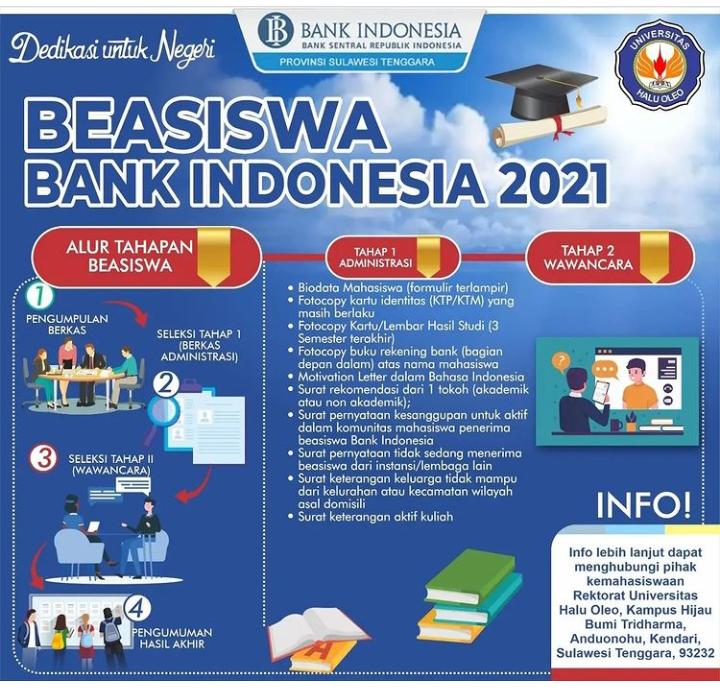 Dedikasi untuk Negeri
BANK INDONESIA
BANK SENTRAL REPUBLIK INDONESIA
PROVINSI SULAWESI TENGGARA
UNIVERSITAS
HALU OLEO
BEASISWA
BANK INDONESIA 2021
ALUR TAHAPAN
BEASISWA
1
PENGUMPULAN
BERKAS
SELEKSI TAHAP 1
(BERKAS
ADMINISTRASI)
2
3
SELEKSI TAHAP II
(WAWANCARA)
4
PENGUMUMAN
HASIL AKHIR
TAHAP 1
ADMINISTRASI
• Biodata Mahasiswa (formulir terlampir)
• Fotocopy kartu identitas (KTP/KTM) yang
masih berlaku
• Fotocopy Kartu/Lembar Hasil Studi (3
Semester terakhir)
• Fotocopy buku rekening bank (bagian
depan dalam) atas nama mahasiswa
• Motivation Letter dalam Bahasa Indonesia
• Surat rekomendasi dari 1 tokoh (akademik
atau non akademik);
• Surat pernyataan kesanggupan untuk aktif
dalam komunitas mahasiswa penerima
beasiswa Bank Indonesia
• Surat pernyataan tidak sedang menerima
beasiswa dari instansi/lembaga lain
• Surat keterangan keluarga tidak mampu
dari kelurahan atau kecamatan wilayah
asal domisili
• Surat keterangan aktif kuliah
TAHAP 2
WAWANCARA
?
INFO!
Info lebih lanjut dapat
menghubungi pihak
kemahasiswaan
Rektorat Universitas
Halu Oleo, Kampus Hijau
Bumi Tridharma,
Anduonohu, Kendari,
Sulawesi Tenggara, 93232